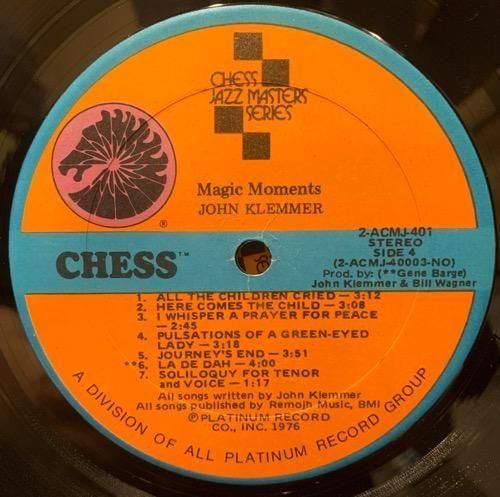 CHESS
JAZZ MASTERS
SERIES
Magic Moments
JOHN KLEMMER
®
CHESS™
2-ACMJ-401
STEREO
SIDE 4
(2-ACMJ-40003-NO)
Prod. by: (**Gene Barge)
John Klemmer & Bill Wagner
1. ALL THE CHILDREN CRIED — 3:12
2. HERE COMES THE CHILD — 3:08
3. I WHISPER A PRAYER FOR PEACE
— 2:45
4. PULSATIONS OF A GREEN-EYED
LADY — 3:18
5. JOURNEY'S END — 3:51
**6. LA DE DAH — 4:00
7. SOLILOQUY FOR TENOR
and VOICE — 1:17
All songs written by John Klemmer
All songs published by Remojh Music, BMI
℗ PLATINUM RECORD
CO., INC. 1976
A DIVISION OF ALL PLATINUM RECORD GROUP